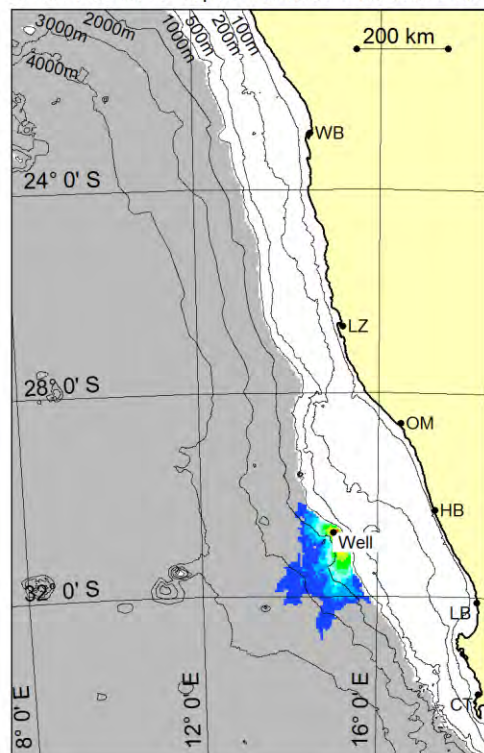 3000m
2000m
1000m
500m
200m
100m
4000m
200 km
WB
24° 0' S
LZ
28° 0' S
OM
HB
Well
32° 0' S
LB
CT
8° 0' E
12° 0' E
16° 0' E